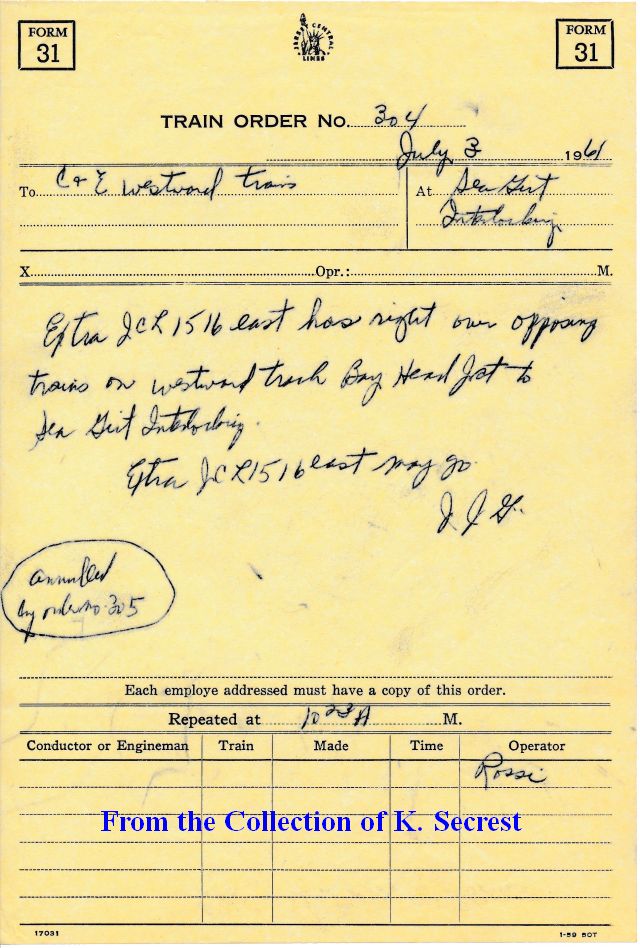 FORM 31
JERSEY CENTRAL LINES
FORM 31
TRAIN ORDER No. 304
July 3 1961
To C & E westward trains
At Sea Girt
Interlocking
X Opr.: M.
Extra JCL 1516 east has right over opposing
trains on westward track Bay Head Jct to
Sea Girt Interlocking.
Extra JCL 1516 east may go.
J J G.
annulled
by order no. 305
Each employe addressed must have a copy of this order.
Repeated at 10 23 A M.
Conductor or Engineman Train Made Time Operator
Rossi
From the Collection of K. Secrest
17031
1-59 BOT